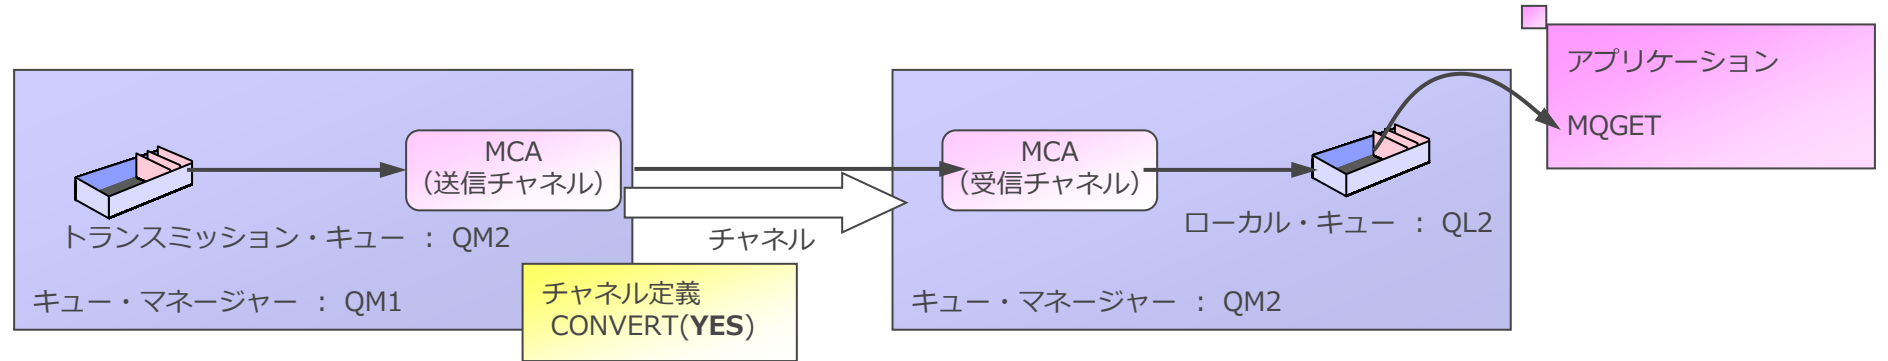 MCA
（送信チャネル）
トランスミッション・キュー ： QM2
キュー・マネージャー ： QM1
チャネル
チャネル定義
CONVERT(YES)
MCA
（受信チャネル）
ローカル・キュー ： QL2
キュー・マネージャー ： QM2
アプリケーション
MQGET